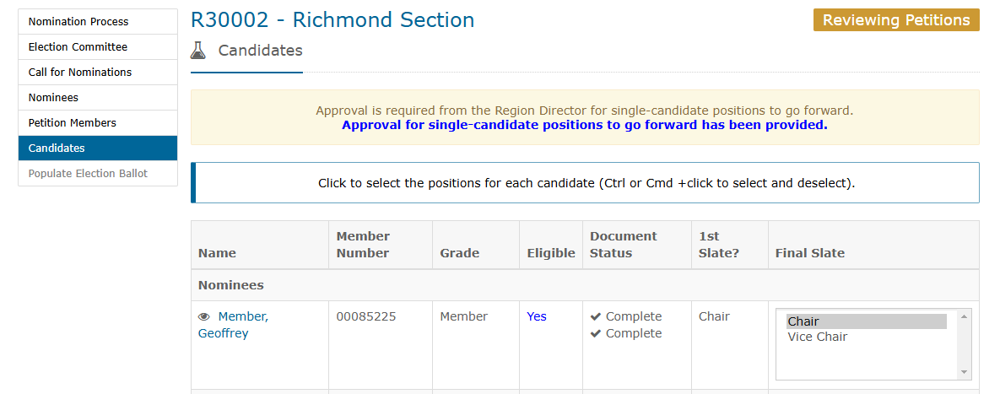 Nomination Process
Election Committee
Call for Nominations
Nominees
Petition Members
Candidates
Populate Election Ballot
R30002 - Richmond Section
Reviewing Petitions
Candidates
Approval is required from the Region Director for single-candidate positions to go forward.
Approval for single-candidate positions to go forward has been provided.
Click to select the positions for each candidate (Ctrl or Cmd +click to select and deselect).
Name
Member
Number
Grade
Eligible
Document
Status
1st
Slate?
Final Slate
Nominees
Member,
Geoffrey
00085225
Member
Yes
Complete
Complete
Chair
Chair
Vice Chair